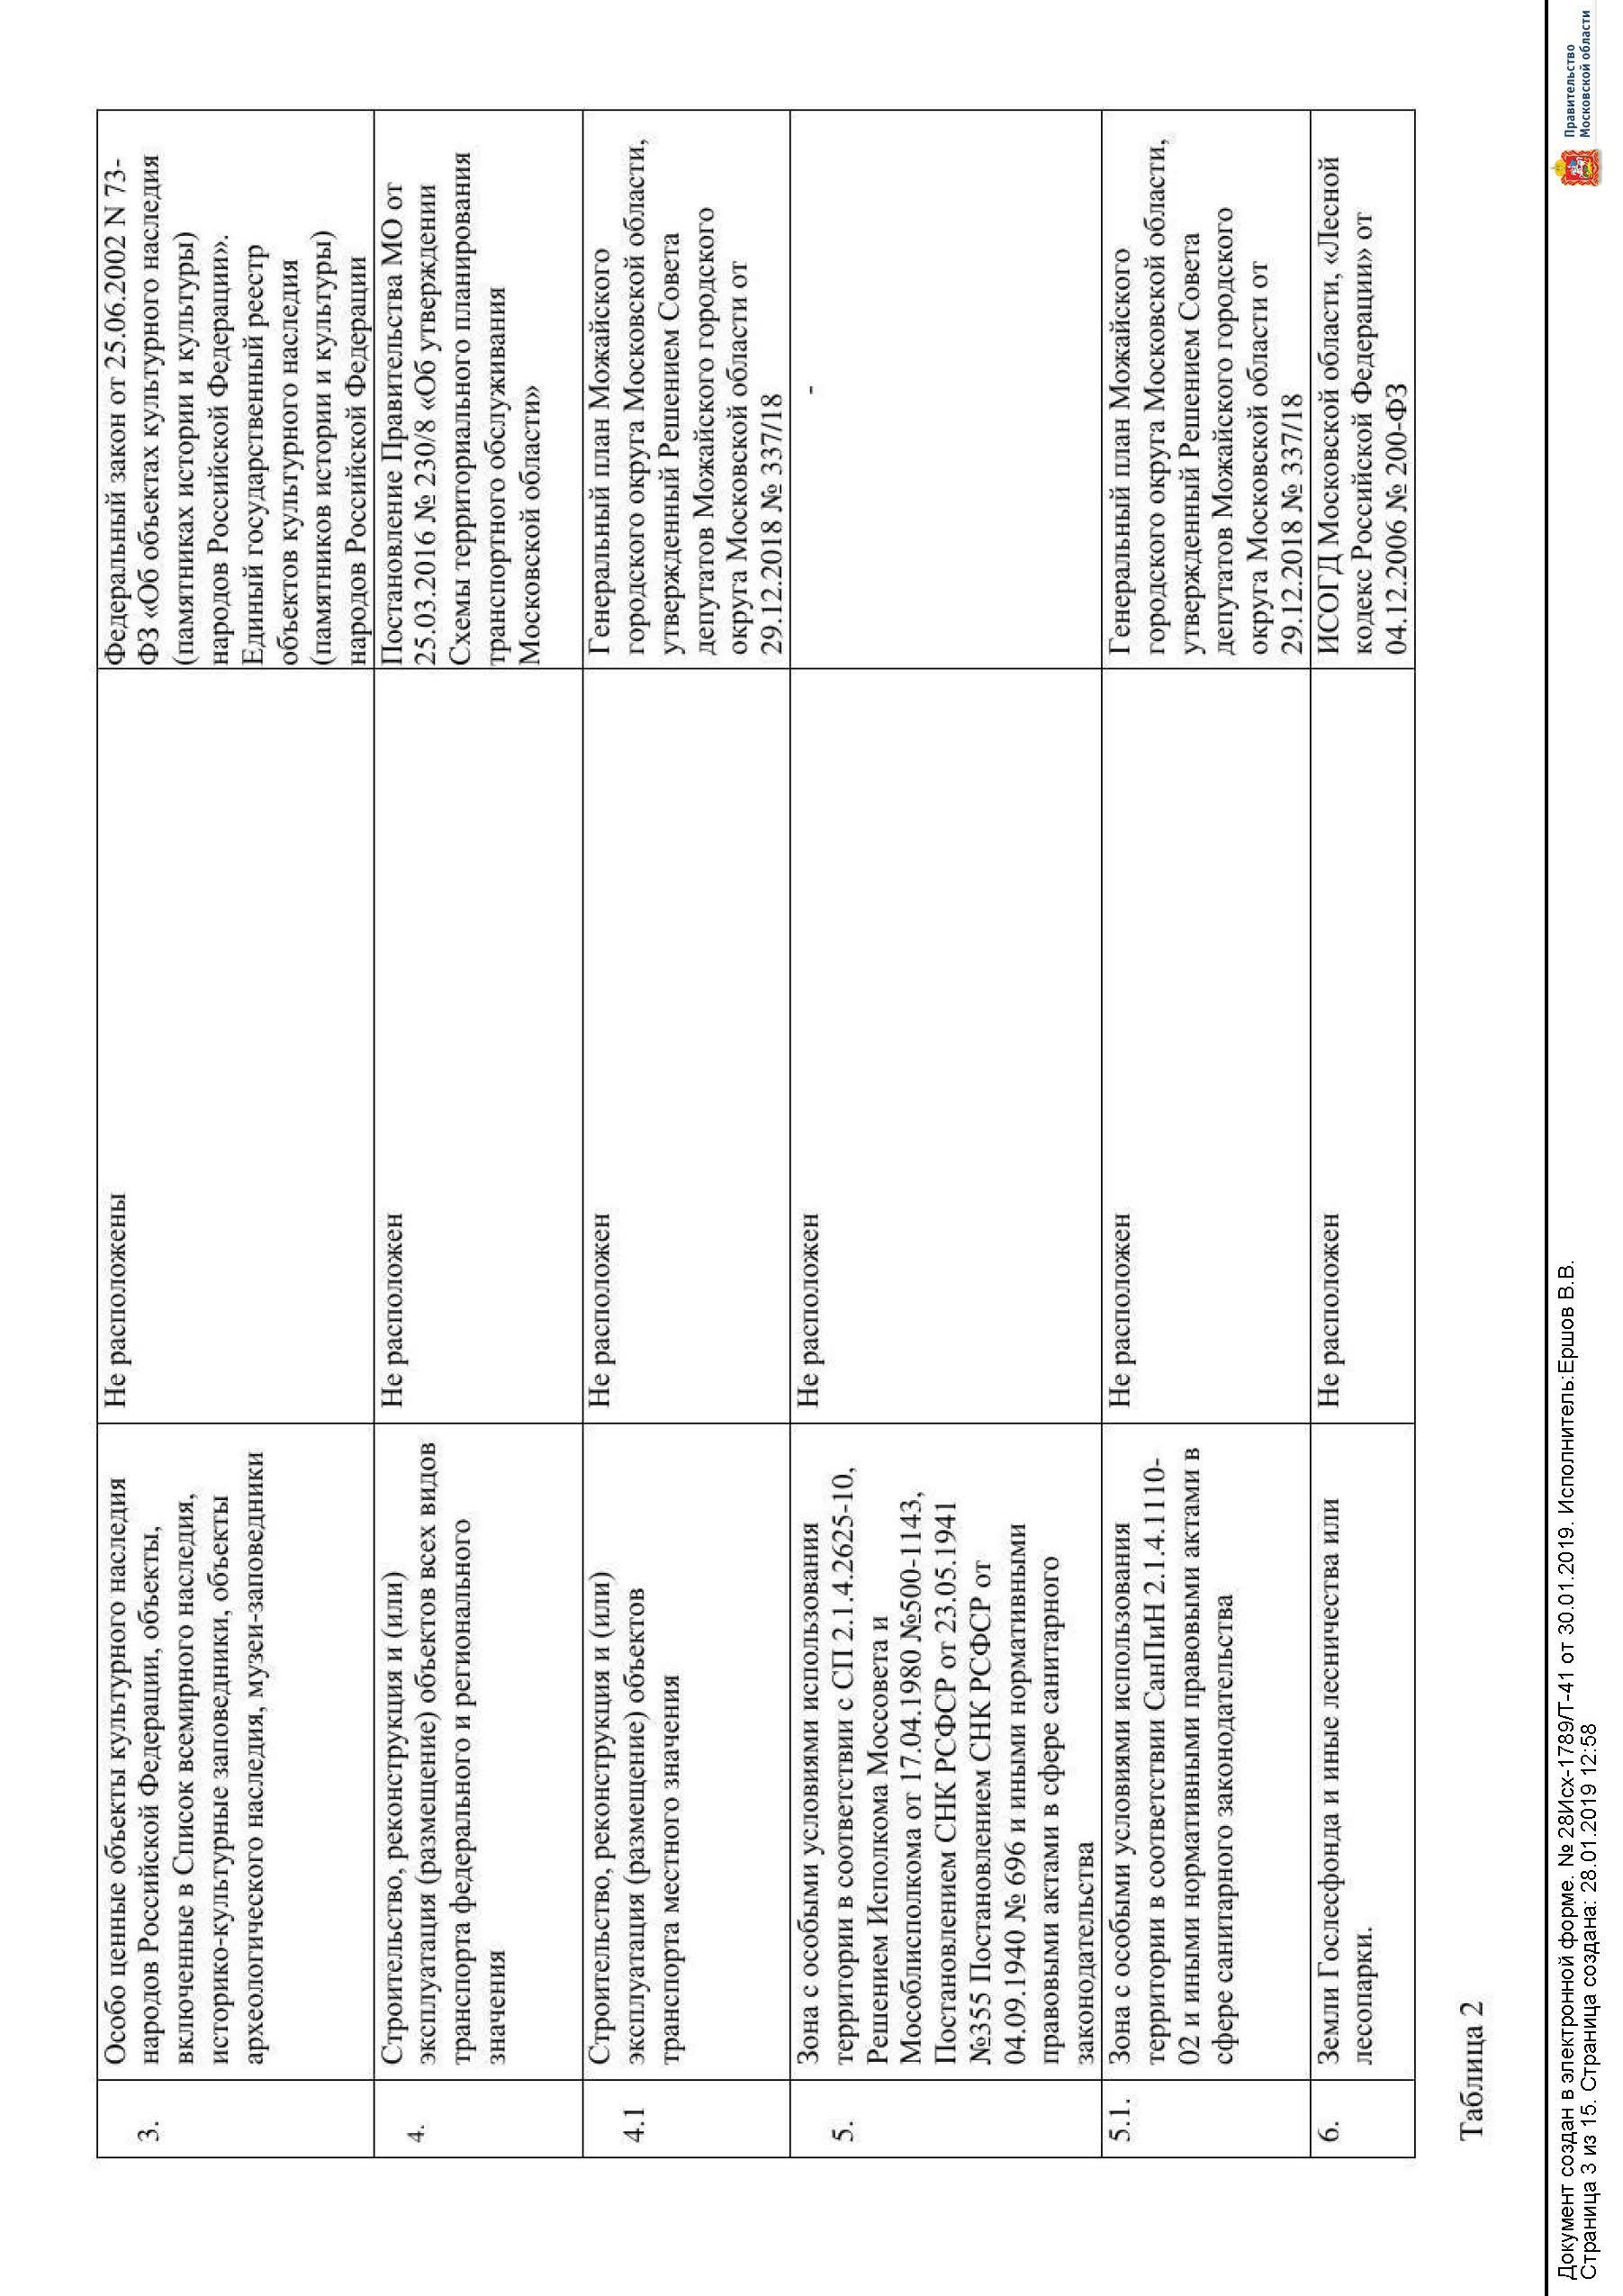 3.
Особо ценные объекты культурного наследия
народов Российской Федерации, объекты,
включенные в Список всемирного наследия,
историко-культурные заповедники, объекты
археологического наследия, музеи-заповедники
Не расположены
Федеральный закон от 25.06.2002 N 73-
ФЗ «Об объектах культурного наследия
(памятниках истории и культуры)
народов Российской Федерации».
Единый государственный реестр
объектов культурного наследия
(памятников истории и культуры)
народов Российской Федерации
4.
Строительство, реконструкция и (или)
эксплуатация (размещение) объектов всех видов
транспорта федерального и регионального
значения
Не расположен
Постановление Правительства МО от
25.03.2016 № 230/8 «Об утверждении
Схемы территориального планирования
транспортного обслуживания
Московской области»
4.1
Строительство, реконструкция и (или)
эксплуатация (размещение) объектов
транспорта местного значения
Не расположен
Генеральный план Можайского
городского округа Московской области,
утвержденный Решением Совета
депутатов Можайского городского
округа Московской области от
29.12.2018 № 337/18
5.
Зона с особыми условиями использования
территории в соответствие с СП 2.1.4.2625-10,
Решением Исполкома Моссовета и
Мособлисполкома от 17.04.1980 №500-1143,
Постановлением СНК РСФСР от 23.05.1941
№355 Постановлением СНК РСФСР от
04.09.1940 № 696 и иными нормативными
правовыми актами в сфере санитарного
законодательства
Не расположен
-
5.1.
Зона с особыми условиями использования
территории в соответствии СанПиН 2.1.4.1110-
02 и иными нормативными правовыми актами в
сфере санитарного законодательства
Не расположен
Генеральный план Можайского
городского округа Московской области,
утвержденный Решением Совета
депутатов Можайского городского
округа Московской области от
29.12.2018 № 337/18
6.
Земли Гослесфонда и иные лесничества или
лесопарки.
Не расположен
ИСОГД Московской области, «Лесной
кодекс Российской Федерации» от
04.12.2006 № 200-ФЗ
Таблица 2
Документ создан в электронной форме. № 28Исх-1789/Т-41 от 30.01.2019. Исполнитель:Ершов В.В.
Страница 3 из 15. Страница создана: 28.01.2019 12:58
Правительство
Московской области